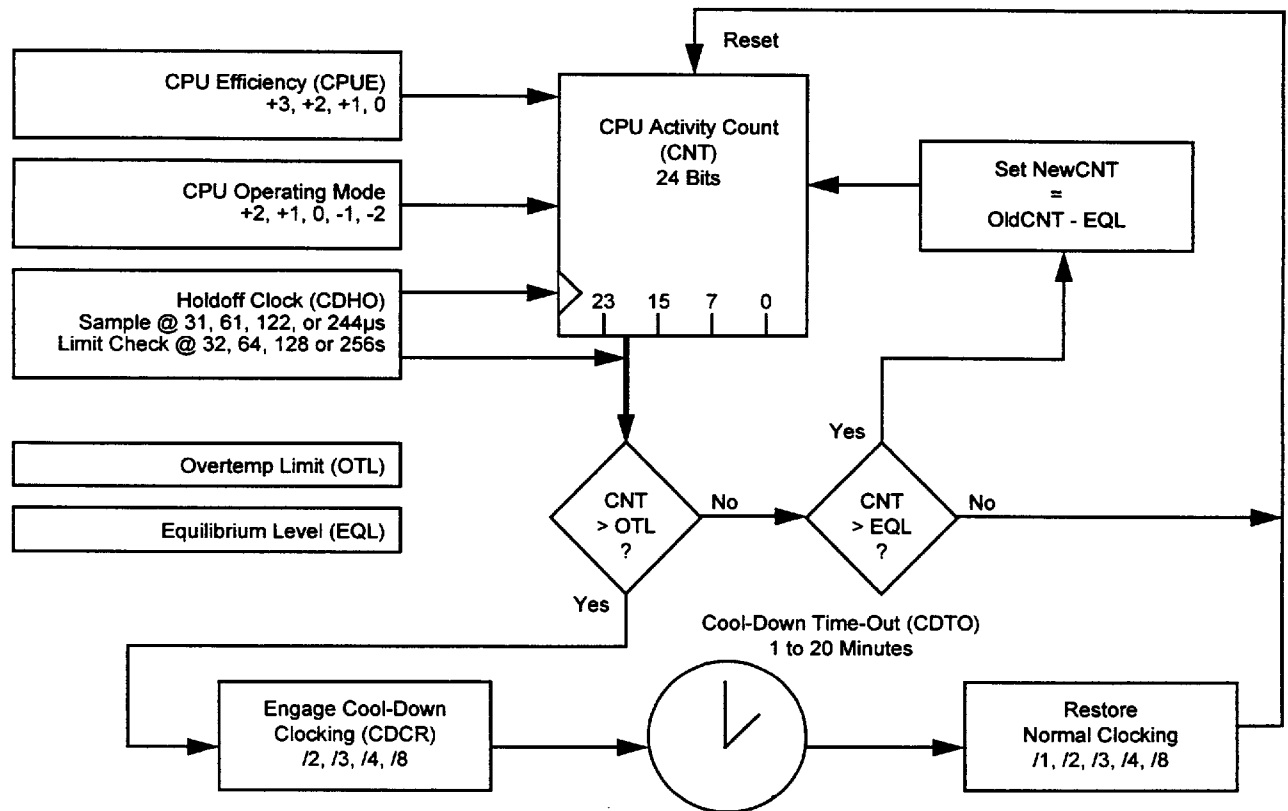 Reset
CPU Efficiency (CPUE)
+3, +2, +1, 0
CPU Activity Count
(CNT)
24 Bits
CPU Operating Mode
+2, +1, 0, -1, -2
Set NewCNT
=
OldCNT - EQL
Holdoff Clock (CDHO)
Sample @ 31, 61, 122, or 244µs
Limit Check @ 32, 64, 128 or 256s
23 15 7 0
Overtemp Limit (OTL)
Equilibrium Level (EQL)
CNT
> OTL
?
No
Yes
CNT
> EQL
?
No
Yes
Cool-Down Time-Out (CDTO)
1 to 20 Minutes
Engage Cool-Down
Clocking (CDCR)
/2, /3, /4, /8
Restore
Normal Clocking
/1, /2, /3, /4, /8